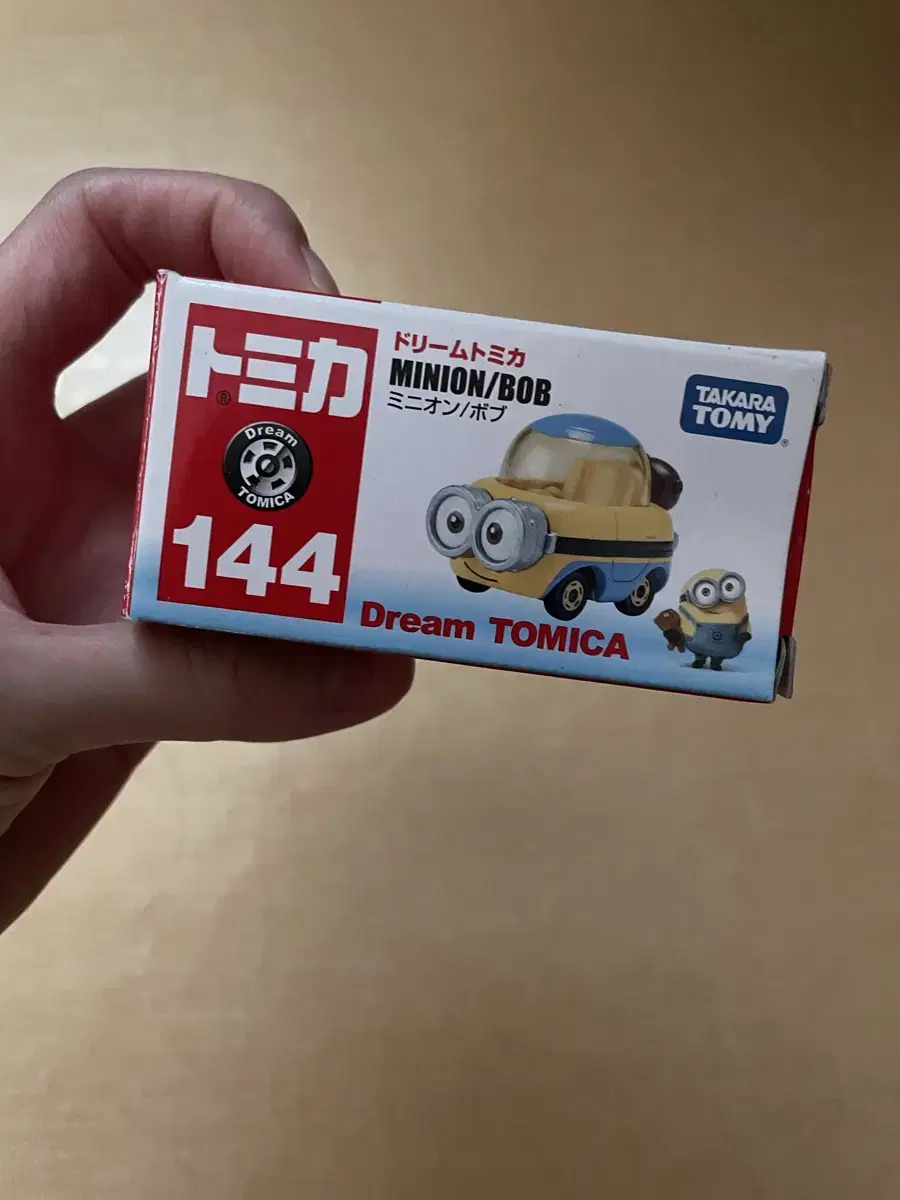 トミカ
®
Dream
TOMICA
144
ドリームトミカ
MINION/BOB
ミニオン/ボブ
TAKARA
TOMY
®
Dream TOMICA